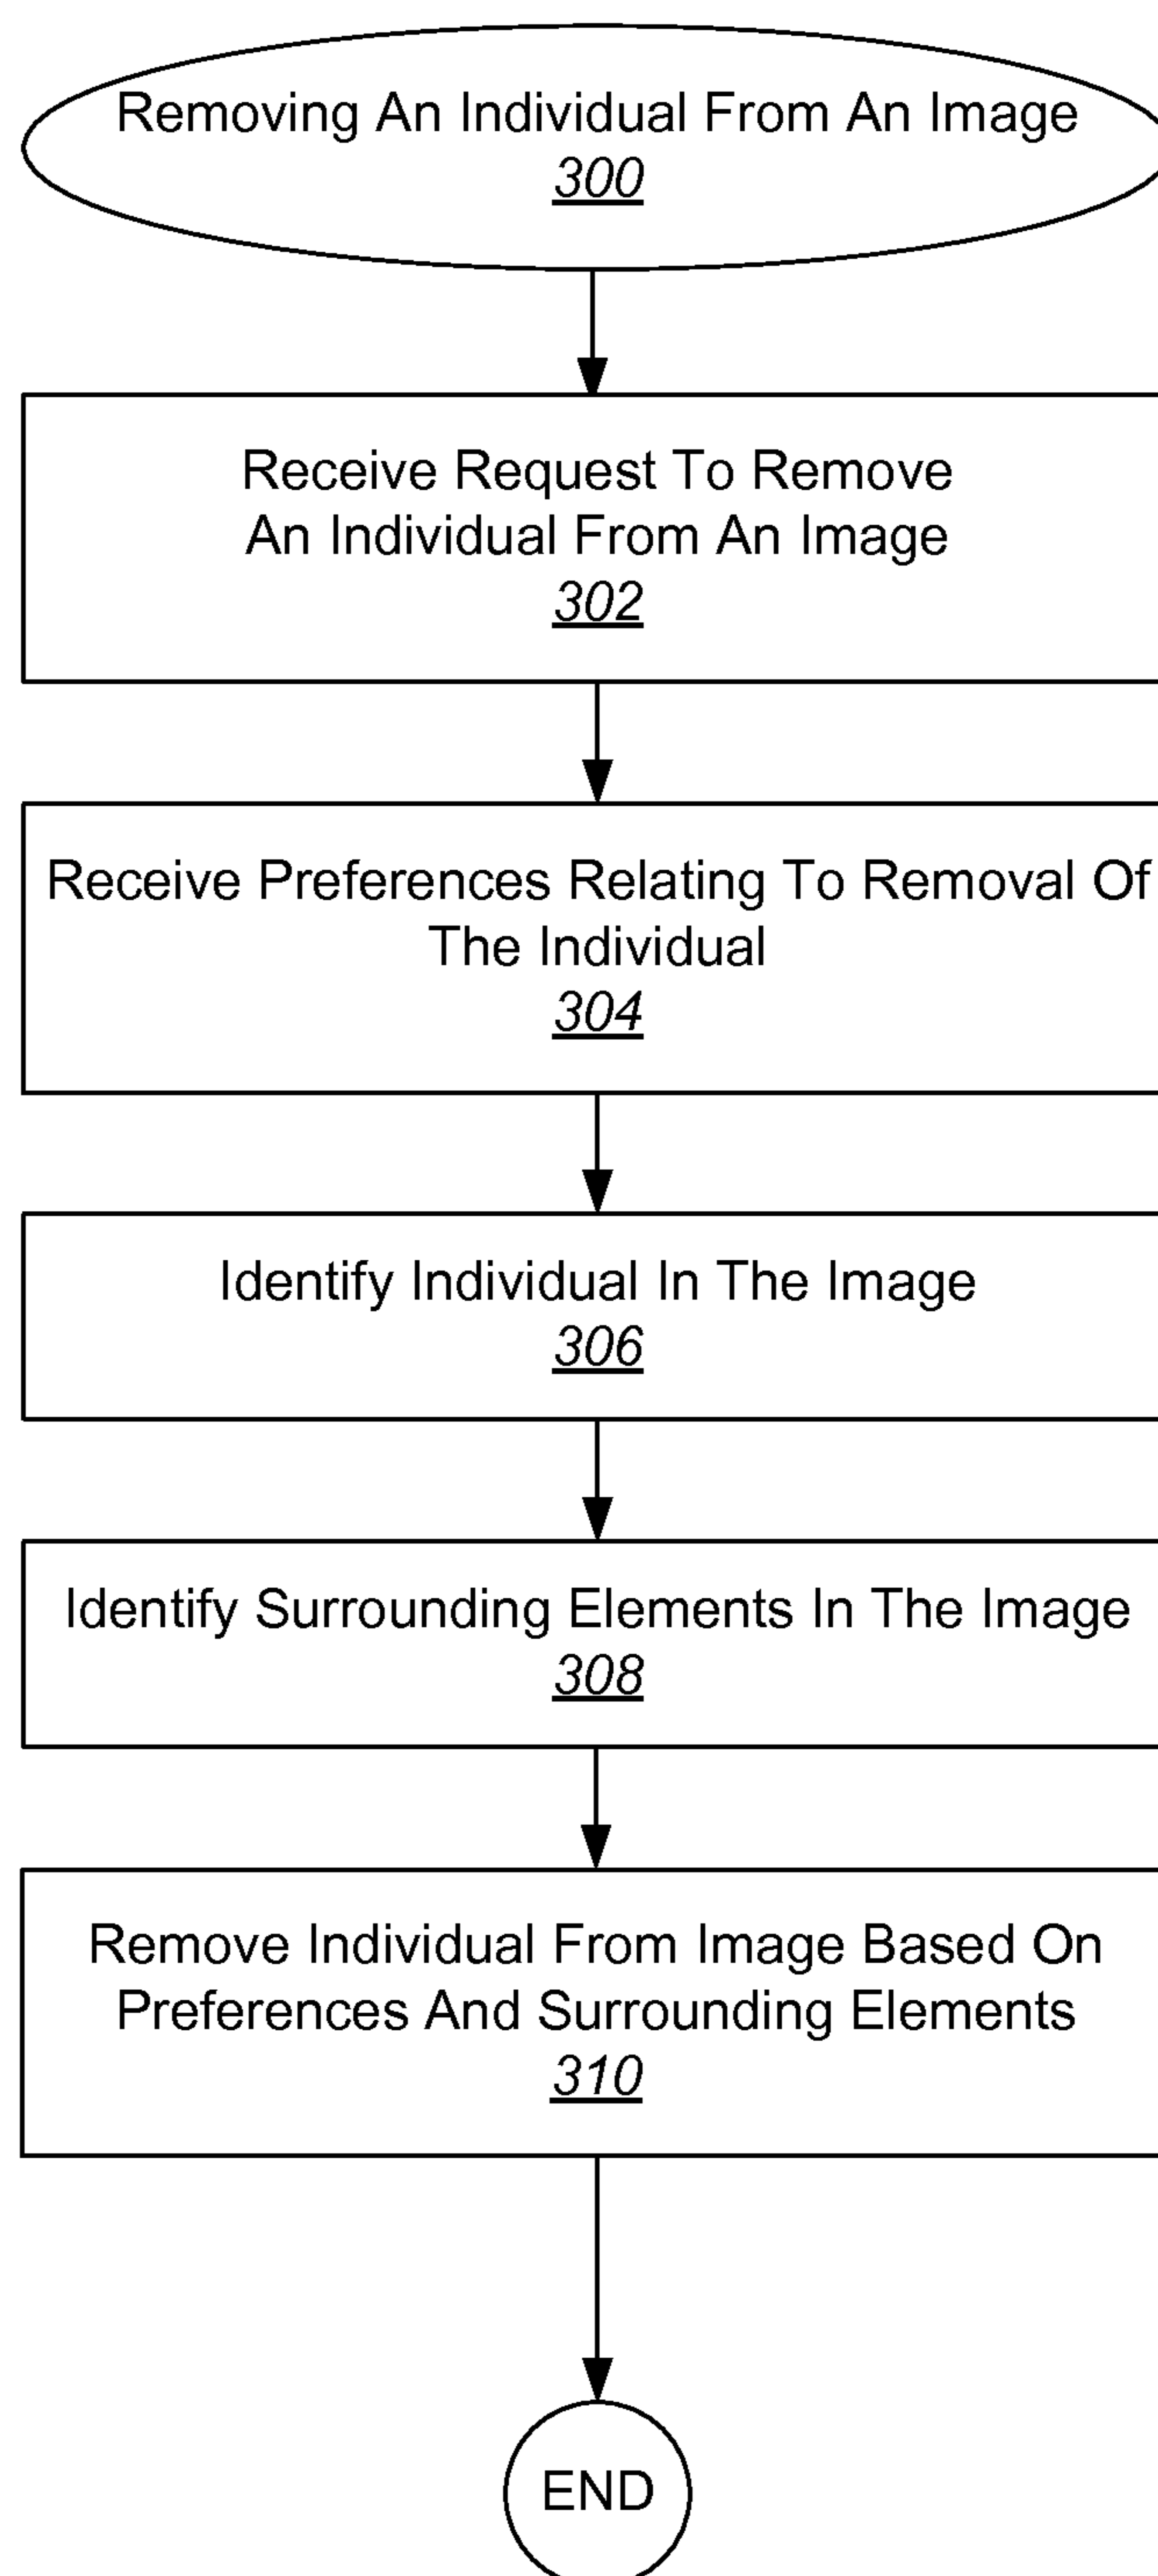 Removing An Individual From An Image
300
Receive Request To Remove
An Individual From An Image
302
Receive Preferences Relating To Removal Of
The Individual
304
Identify Individual In The Image
306
Identify Surrounding Elements In The Image
308
Remove Individual From Image Based On
Preferences And Surrounding Elements
310
END